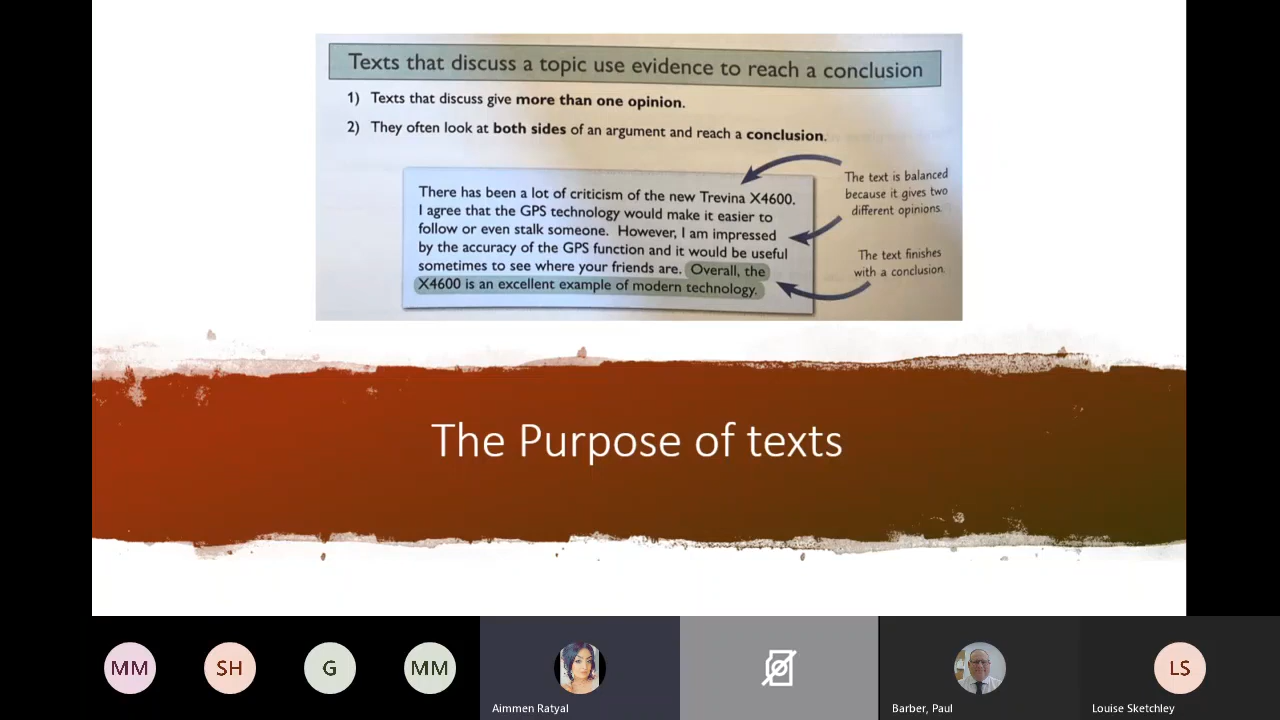 Texts that discuss a topic use evidence to reach a conclusion
1) Texts that discuss give more than one opinion.
2) They often look at both sides of an argument and reach a conclusion.
There has been a lot of criticism of the new Trevina X4600.
I agree that the GPS technology would make it easier to
follow or even stalk someone. However, I am impressed
by the accuracy of the GPS function and it would be useful
sometimes to see where your friends are. Overall, the
X4600 is an excellent example of modern technology.
The text is balanced
because it gives two
different opinions.
The text finishes
with a conclusion.
The Purpose of texts
MM
SH
G
MM
LS
Aimmen Ratyal
Barber, Paul
Louise Sketchley